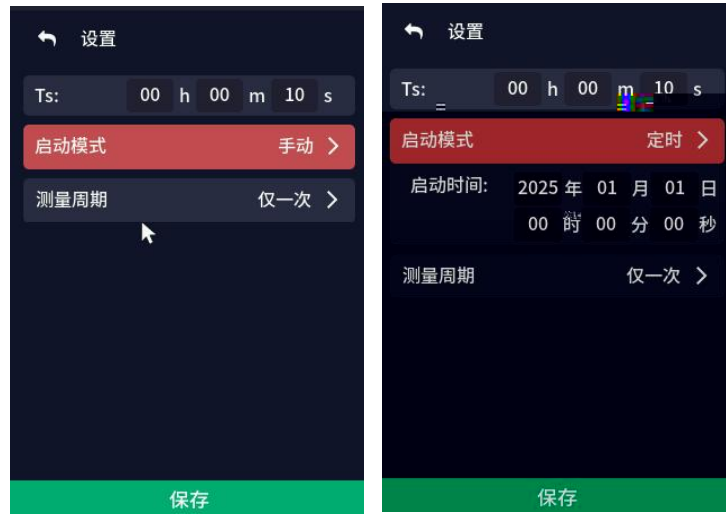 设置
Ts: 00 h 00 m 10 s
启动模式 手动
测量周期 仅一次
保存
设置
Ts: 00 h 00 m 10 s
启动模式 定时
启动时间: 2025 年 01 月 01 日
00 时 00 分 00 秒
测量周期 仅一次
保存